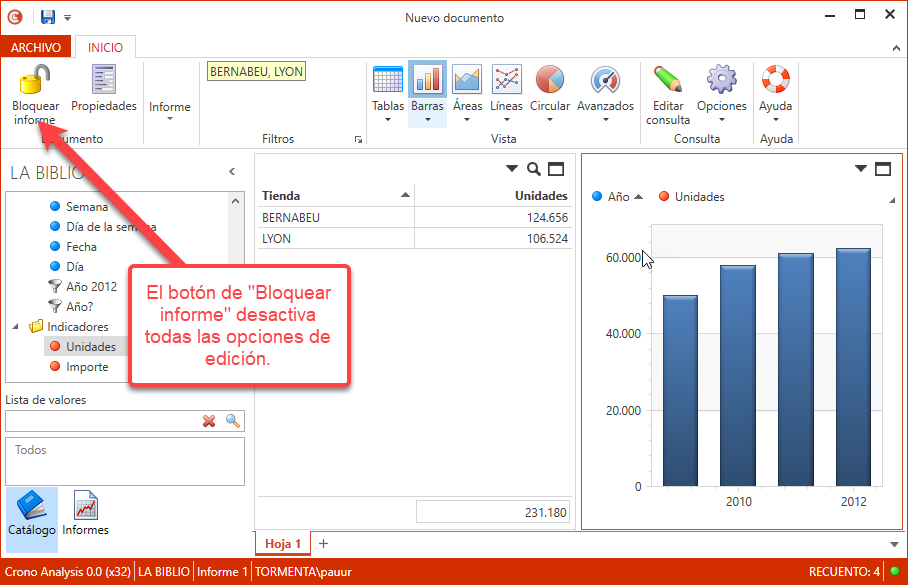 Nuevo documento
ARCHIVO
INICIO
Bloquear
informe
Propiedades
Documento
Informe
BERNABEU, LYON
Filtros
Tablas
Barras
Áreas
Líneas
Circular
Avanzados
Vista
Editar
consulta
Opciones
Consulta
Ayuda
Ayuda
LA BIBLIO
Semana
Día de la semana
Fecha
Día
Año 2012
Año?
Indicadores
Unidades
Importe
El botón de "Bloquear
informe" desactiva
todas las opciones de
edición.
Lista de valores
Todos
Catálogo
Informes
Tienda
Unidades
BERNABEU
124.656
LYON
106.524
231.180
Año
Unidades
60.000
40.000
20.000
0
2010
2012
Hoja 1
Crono Analysis 0.0 (x32)
LA BIBLIO
Informe 1
TORMENTA\pauur
RECUENTO: 4